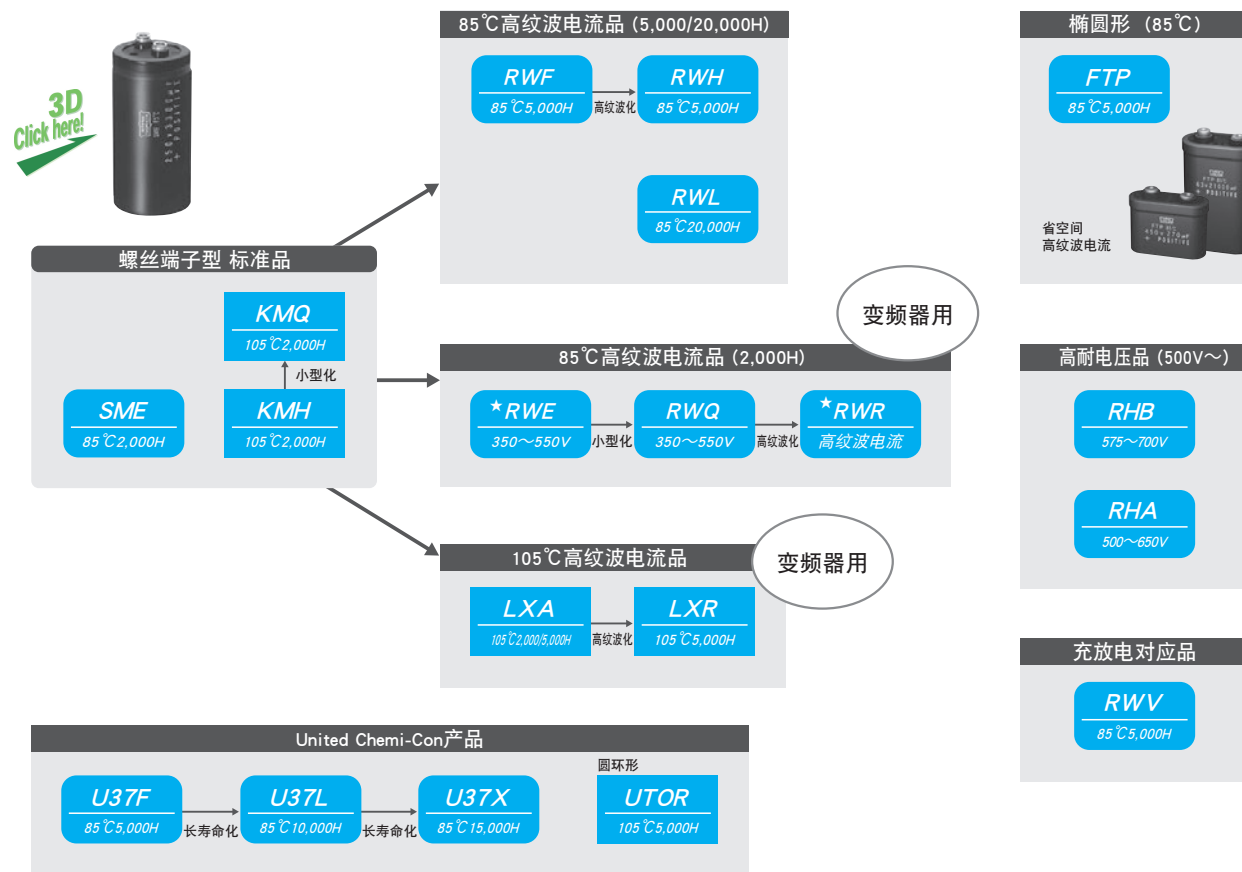 3D
Click here!
螺丝端子型 标准品
KMQ
105℃2,000H
小型化
SME
85℃2,000H
KMH
105℃2,000H
85℃高纹波电流品 (5,000/20,000H)
RWF
85℃5,000H
高纹波化
RWH
85℃5,000H
RWL
85℃20,000H
变频器用
85℃高纹波电流品 (2,000H)
★RWE
350～550V
小型化
RWQ
350～550V
高纹波化
★RWR
高纹波电流
变频器用
105℃高纹波电流品
LXA
105℃2,000/5,000H
高纹波化
LXR
105℃5,000H
United Chemi-Con产品
U37F
85℃5,000H
长寿命化
U37L
85℃10,000H
长寿命化
U37X
85℃15,000H
圆环形
UTOR
105℃5,000H
椭圆形 (85℃)
FTP
85℃5,000H
省空间
高纹波电流
高耐电压品 (500V～)
RHB
575～700V
RHA
500～650V
充放电对应品
RWV
85℃5,000H